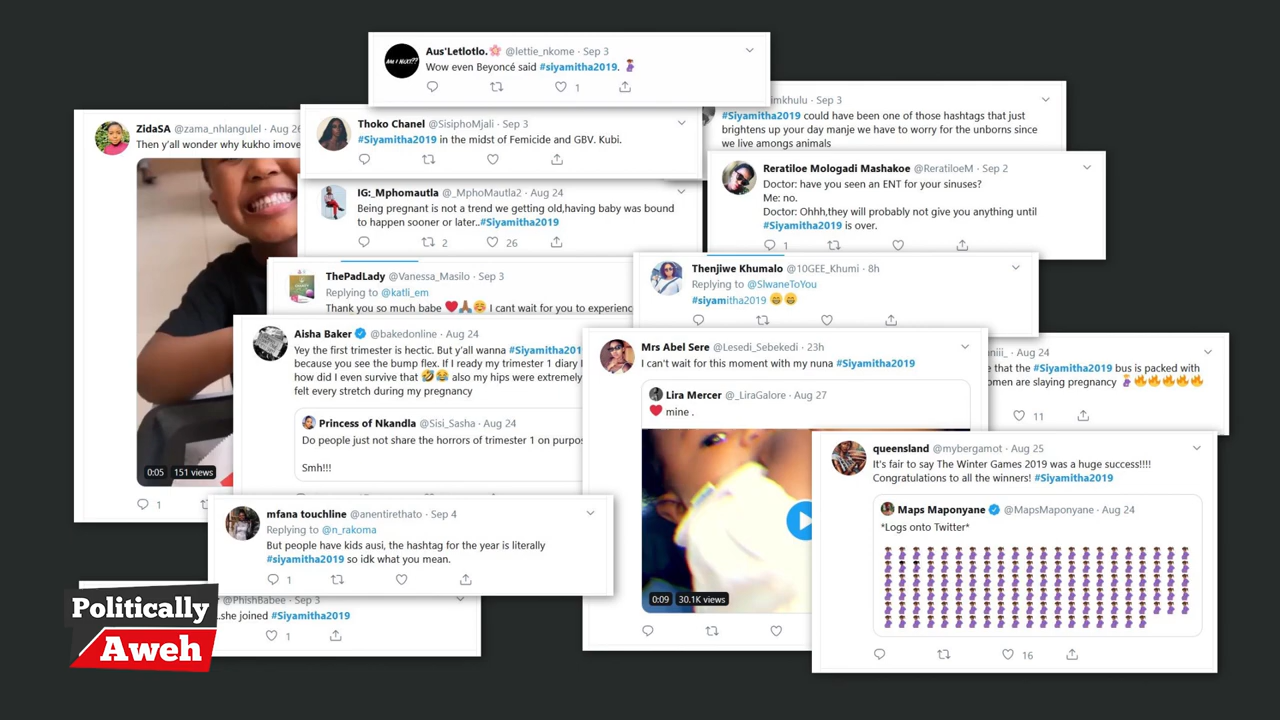 Aus'Letlotlo. @lettie_nkome · Sep 3
AM I NEXT??
Wow even Beyoncé said #siyamitha2019.
1
ZidaSA @zama_nhlangulel · Aug 26
Then y'all wonder why kukho imove
0:05 151 views
1
Thoko Chanel @SisiphoMjali · Sep 3
#Siyamitha2019 in the midst of Femicide and GBV. Kubi.
imkhulu · Sep 3
#Siyamitha2019 could have been one of those hashtags that just
brightens up your day manje we have to worry for the unborns since
we live amongs animals
IG:_Mphomautla @_MphoMautla2 · Aug 24
Being pregnant is not a trend we getting old,having baby was bound
to happen sooner or later..#Siyamitha2019
2 26
Reratiloe Mologadi Mashakoe @ReratiloeM · Sep 2
Doctor: have you seen an ENT for your sinuses?
Me: no.
Doctor: Ohhh,they will probably not give you anything until
#Siyamitha2019 is over.
1
ThePadLady @Vanessa_Masilo · Sep 3
Replying to @katli_em
Thank you so much babe I cant wait for you to experienc
Thenjiwe Khumalo @10GEE_Khumi · 8h
Replying to @SlwaneToYou
#siyamitha2019
Aisha Baker @bakedonline · Aug 24
Yey the first trimester is hectic. But y'all wanna #Siyamitha201
because you see the bump flex. If I ready my trimester 1 diary I
how did I even survive that also my hips were extremely
felt every stretch during my pregnancy
Princess of Nkandla @Sisi_Sasha · Aug 24
Do people just not share the horrors of trimester 1 on purpo
Smh!!!
Mrs Abel Sere @Lesedi_Sebekedi · 23h
I can't wait for this moment with my nuna #Siyamitha2019
Lira Mercer @_LiraGalore · Aug 27
mine .
0:09 30.1K views
niii_ · Aug 24
e that the #Siyamitha2019 bus is packed with
omen are slaying pregnancy
11
queensland @mybergamot · Aug 25
It's fair to say The Winter Games 2019 was a huge success!!!!
Congratulations to all the winners! #Siyamitha2019
Maps Maponyane @MapsMaponyane · Aug 24
*Logs onto Twitter*
16
mfana touchline @anentirethato · Sep 4
Replying to @n_rakoma
But people have kids ausi, the hashtag for the year is literally
#siyamitha2019 so idk what you mean.
1
@PhishBabee · Sep 3
..she joined #Siyamitha2019
1
Politically
Aweh